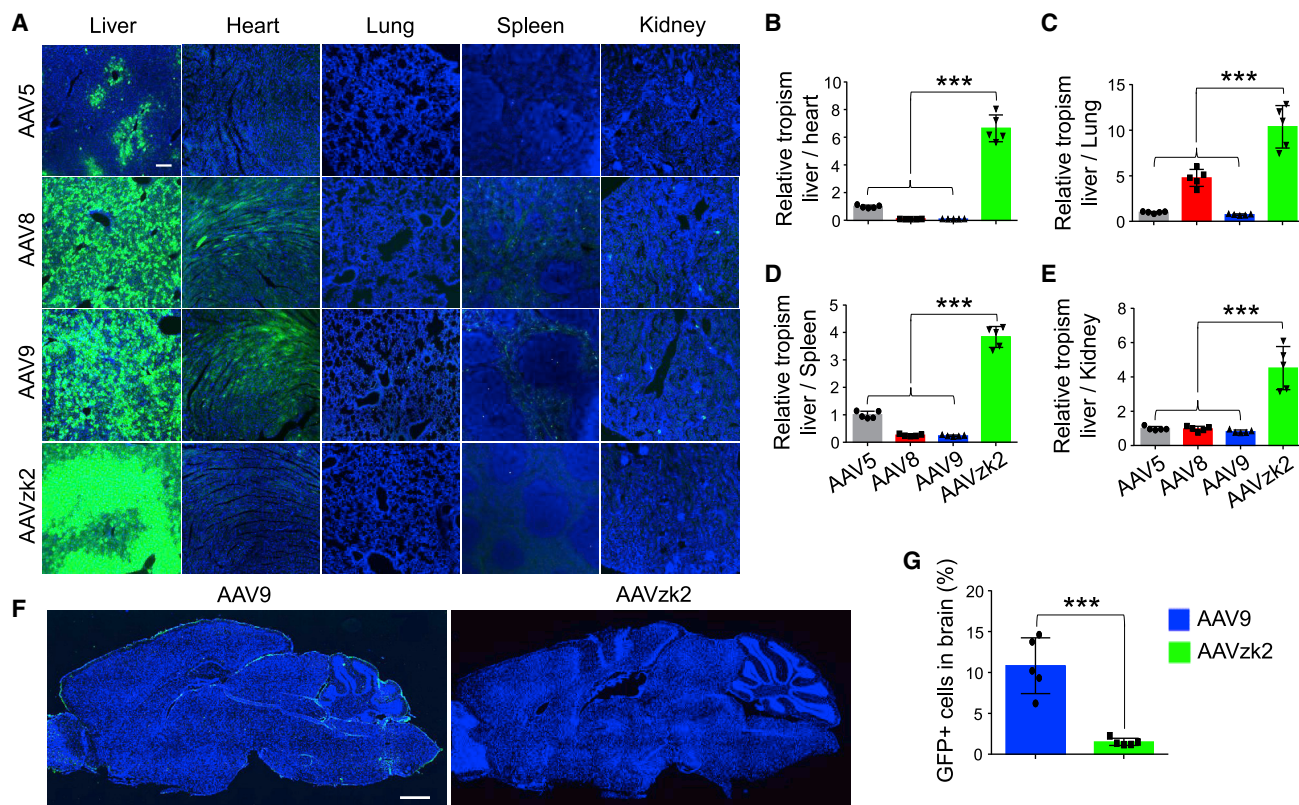 A
Liver Heart Lung Spleen Kidney
AAV5
AAV8
AAV9
AAVzk2
B
Relative tropism
liver / heart
10
8
6
4
2
0
***
C
Relative tropism
liver / Lung
15
10
5
0
***
D
Relative tropism
liver / Spleen
5
4
3
2
1
0
***
AAV5 AAV8 AAV9 AAVzk2
E
Relative tropism
liver / Kidney
8
6
4
2
0
***
AAV5 AAV8 AAV9 AAVzk2
F
AAV9 AAVzk2
G
GFP+ cells in brain (%)
20
15
10
5
0
***
AAV9
AAVzk2